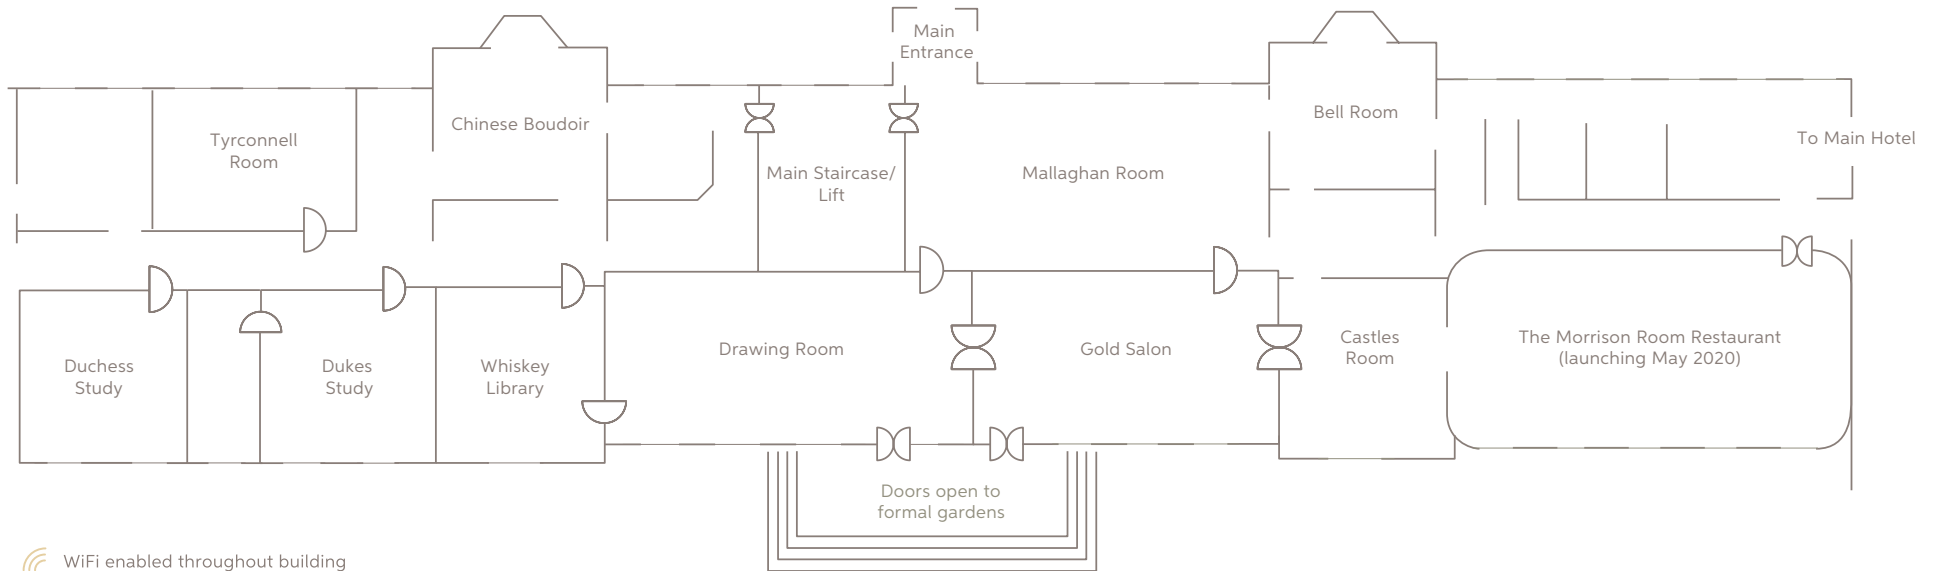 Main
Entrance
Tyrconnell
Room
Chinese Boudoir
Main Staircase/
Lift
Mallaghan Room
Bell Room
To Main Hotel
Duchess
Study
Dukes
Study
Whiskey
Library
Drawing Room
Gold Salon
Castles
Room
The Morrison Room Restaurant
(launching May 2020)
Doors open to
formal gardens
WiFi enabled throughout building